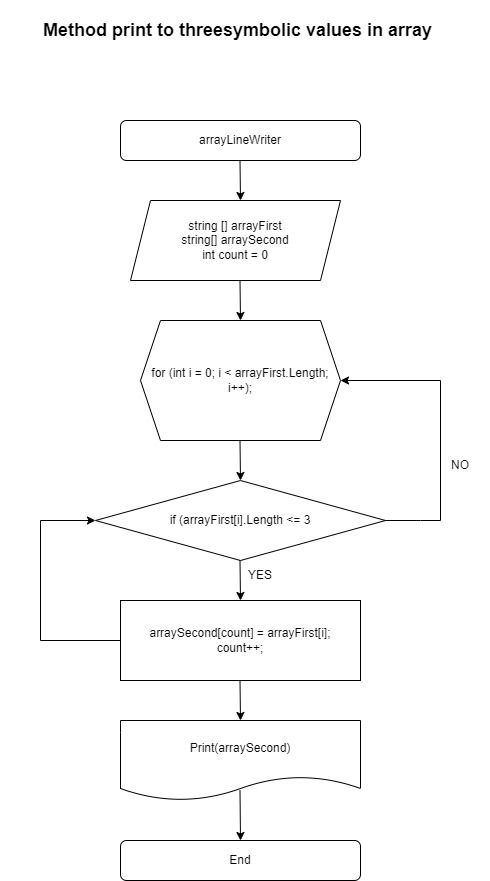 Method print to threesymbolic values in array
arrayLineWriter
string [] arrayFirst
string[] arraySecond
int count = 0
for (int i = 0; i < arrayFirst.Length;
i++);
NO
if (arrayFirst[i].Length <= 3
YES
arraySecond[count] = arrayFirst[i];
count++;
Print(arraySecond)
End